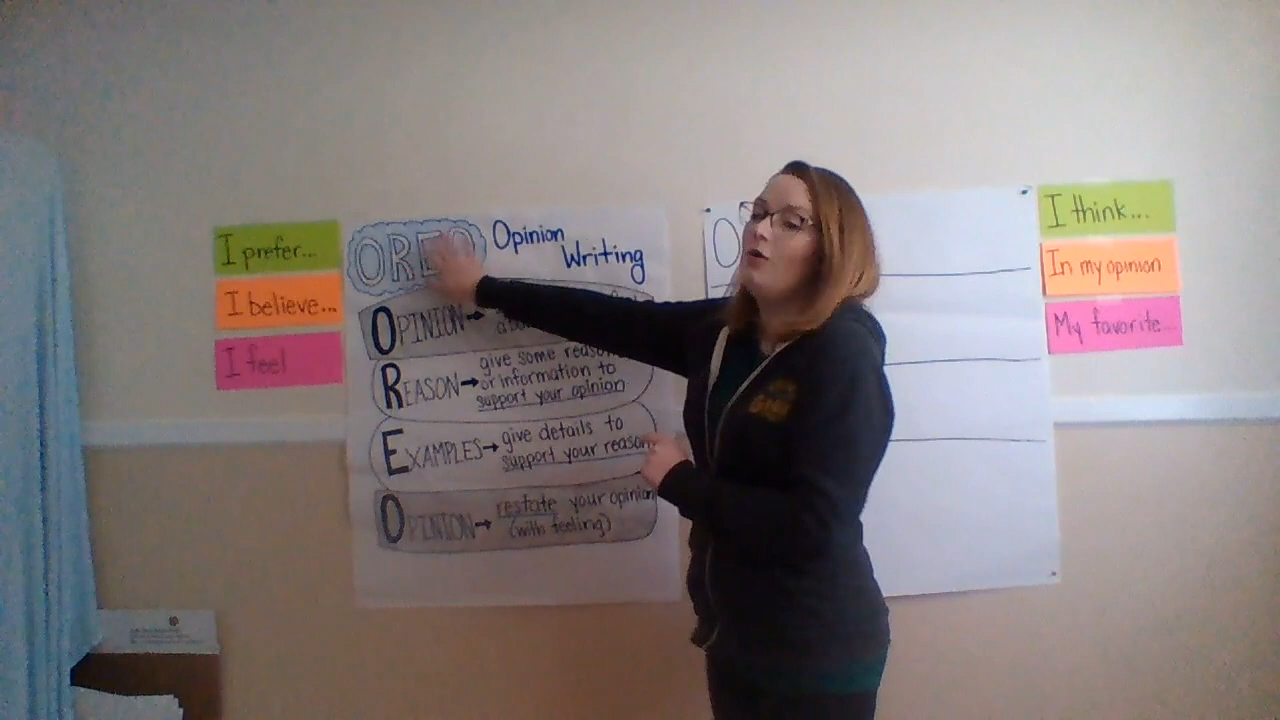 I prefer...
I believe...
I feel
OREO
Opinion
Writing
OPINION→
REASON→
give some reasons
or information to
support your opinion
EXAMPLES→
give details to
support your reason
OPINION→
restate your opinion
(with feeling)
O
I think...
In my opinion
My favorite...